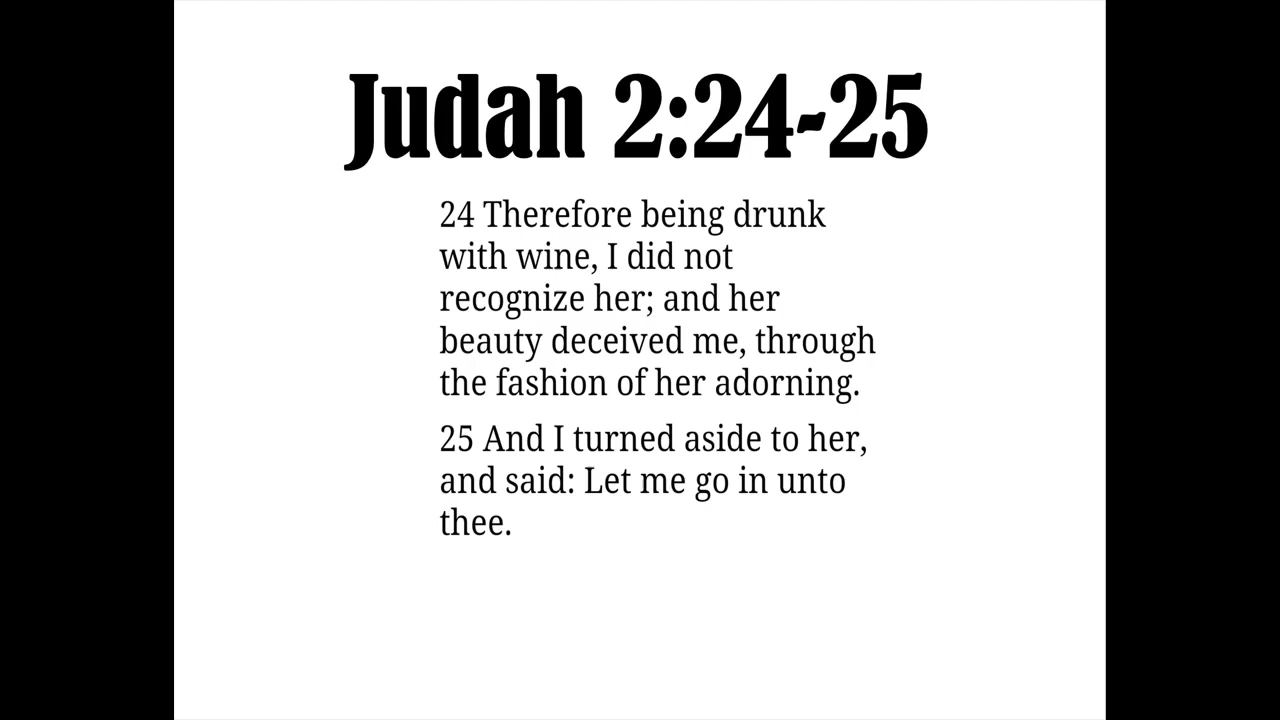 Judah 2:24-25
24 Therefore being drunk
with wine, I did not
recognize her; and her
beauty deceived me, through
the fashion of her adorning.
25 And I turned aside to her,
and said: Let me go in unto
thee.